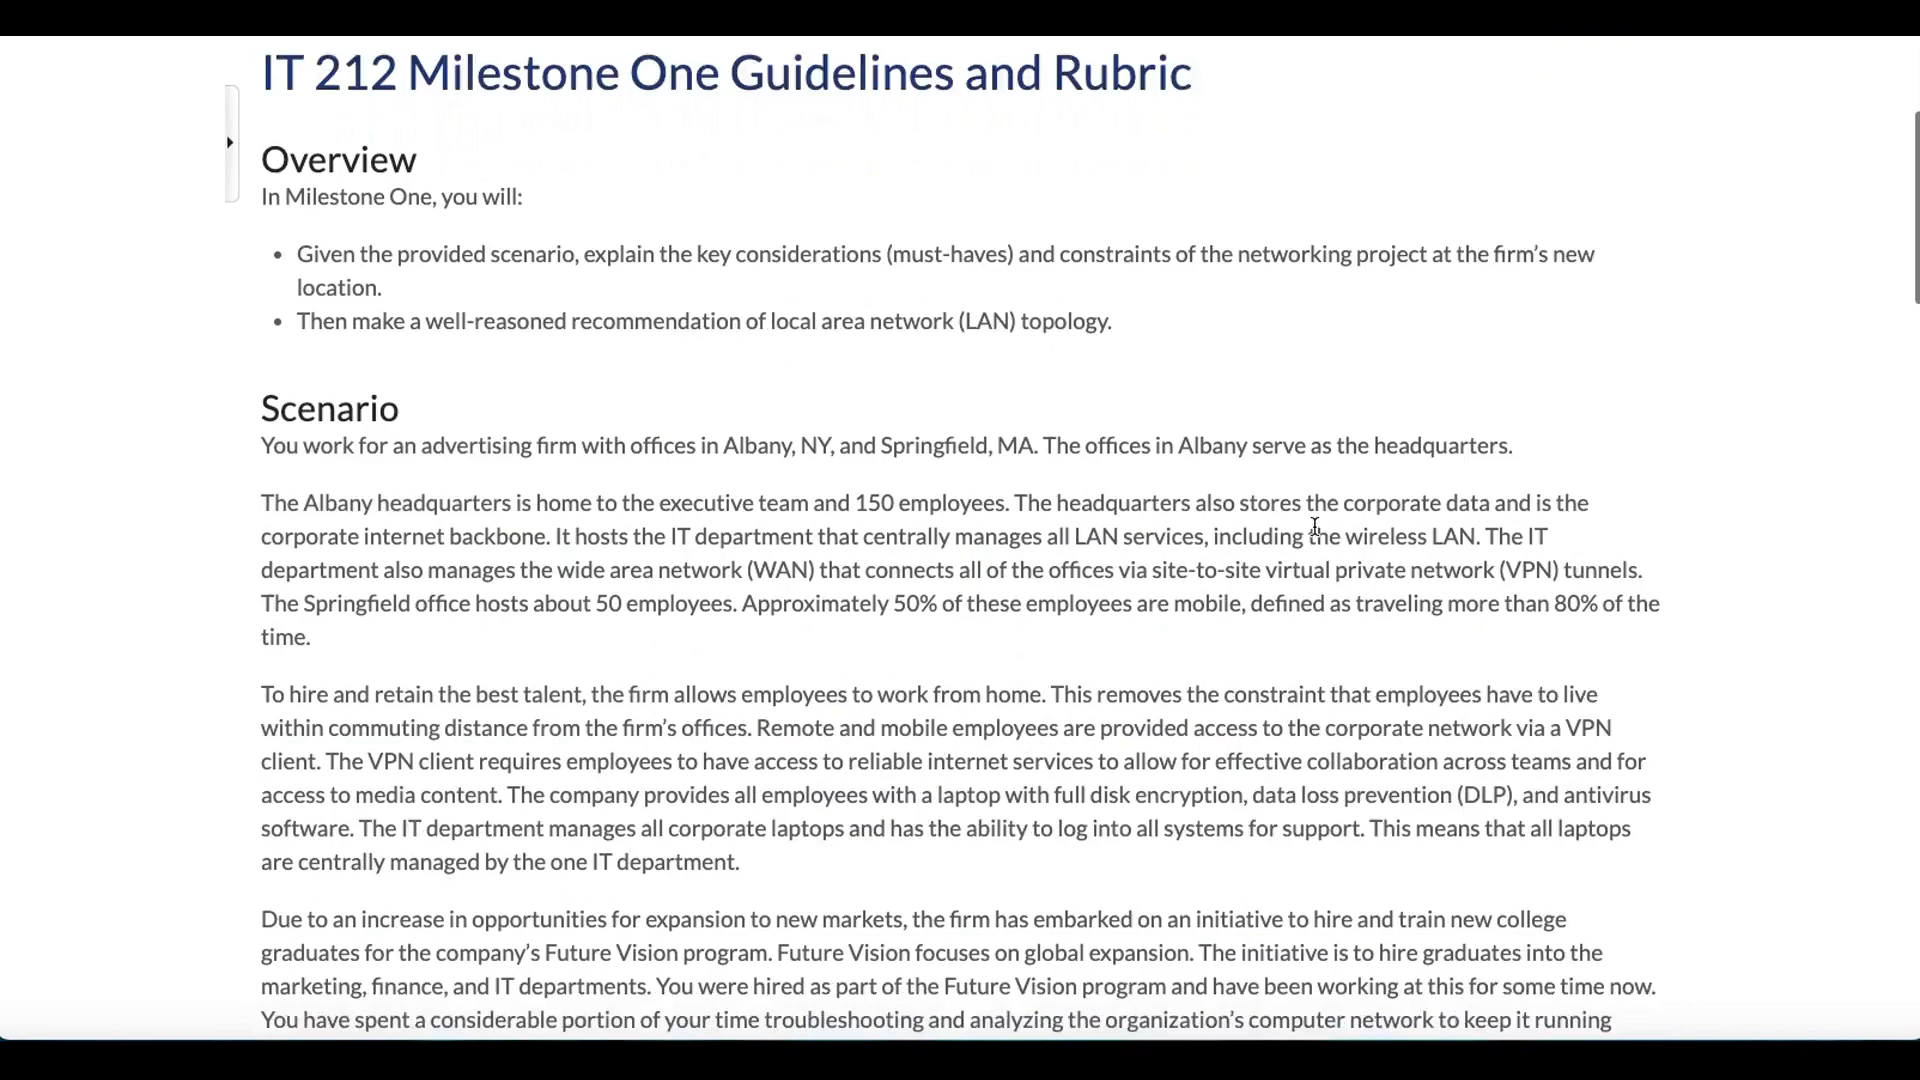 IT 212 Milestone One Guidelines and Rubric
Overview
In Milestone One, you will:
• Given the provided scenario, explain the key considerations (must-haves) and constraints of the networking project at the firm’s new
location.
• Then make a well-reasoned recommendation of local area network (LAN) topology.
Scenario
You work for an advertising firm with offices in Albany, NY, and Springfield, MA. The offices in Albany serve as the headquarters.
The Albany headquarters is home to the executive team and 150 employees. The headquarters also stores the corporate data and is the
corporate internet backbone. It hosts the IT department that centrally manages all LAN services, including the wireless LAN. The IT
department also manages the wide area network (WAN) that connects all of the offices via site-to-site virtual private network (VPN) tunnels.
The Springfield office hosts about 50 employees. Approximately 50% of these employees are mobile, defined as traveling more than 80% of the
time.
To hire and retain the best talent, the firm allows employees to work from home. This removes the constraint that employees have to live
within commuting distance from the firm’s offices. Remote and mobile employees are provided access to the corporate network via a VPN
client. The VPN client requires employees to have access to reliable internet services to allow for effective collaboration across teams and for
access to media content. The company provides all employees with a laptop with full disk encryption, data loss prevention (DLP), and antivirus
software. The IT department manages all corporate laptops and has the ability to log into all systems for support. This means that all laptops
are centrally managed by the one IT department.
Due to an increase in opportunities for expansion to new markets, the firm has embarked on an initiative to hire and train new college
graduates for the company’s Future Vision program. Future Vision focuses on global expansion. The initiative is to hire graduates into the
marketing, finance, and IT departments. You were hired as part of the Future Vision program and have been working at this for some time now.
You have spent a considerable portion of your time troubleshooting and analyzing the organization’s computer network to keep it running